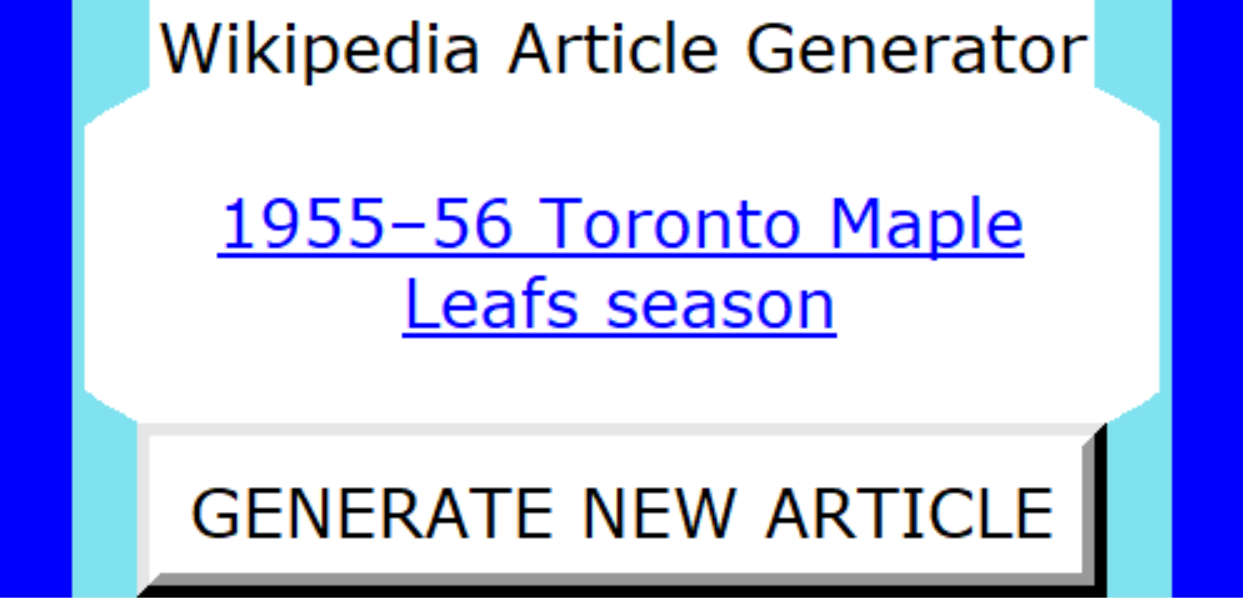 Wikipedia Article Generator
1955–56 Toronto Maple
Leafs season
GENERATE NEW ARTICLE